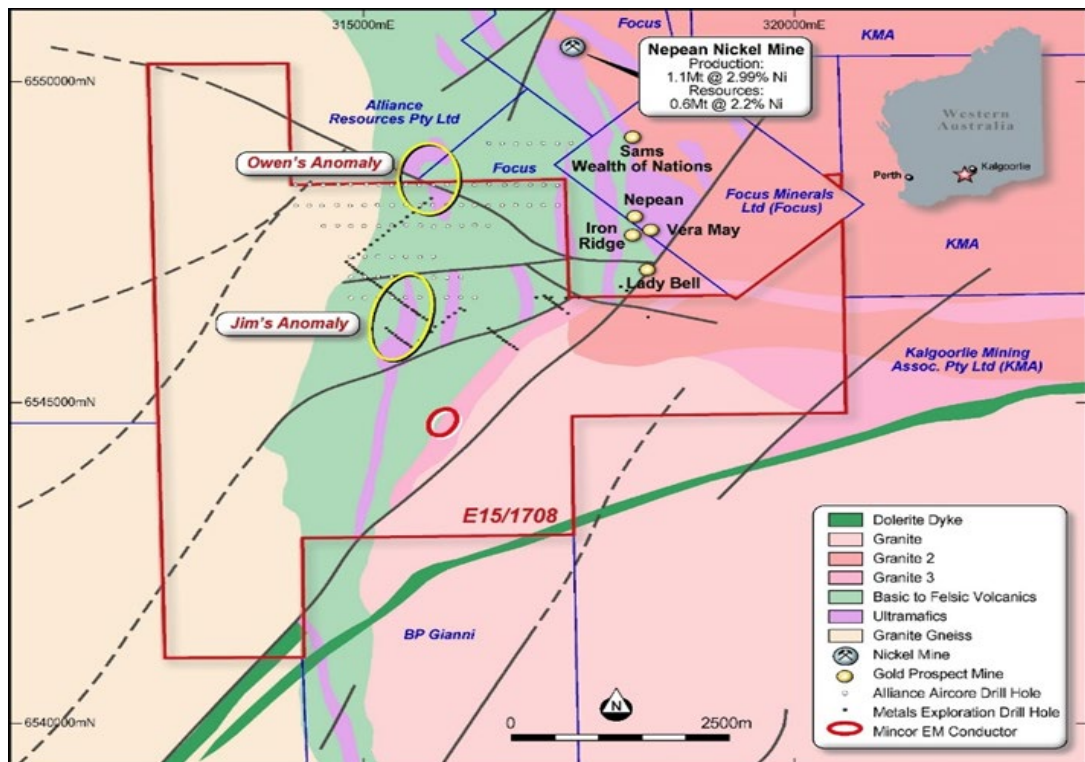 315000mE
320000mE
Focus
KMA
Nepean Nickel Mine
Production:
1.1Mt @ 2.99% Ni
Resources:
0.6Mt @ 2.2% Ni
6550000mN
Alliance
Resources Pty Ltd
Western
Australia
Perth
Kalgoorlie
Owen's Anomaly
Focus
Sams
Wealth of Nations
Focus Minerals
Ltd (Focus)
Nepean
Iron
Ridge
Vera May
KMA
Lady Bell
Jim's Anomaly
Kalgoorlie Mining
Assoc. Pty Ltd (KMA)
6545000mN
E15/1708
BP Gianni
6540000mN
N
0
2500m
Dolerite Dyke
Granite
Granite 2
Granite 3
Basic to Felsic Volcanics
Ultramafics
Granite Gneiss
Nickel Mine
Gold Prospect Mine
Alliance Aircore Drill Hole
Metals Exploration Drill Hole
Mincor EM Conductor